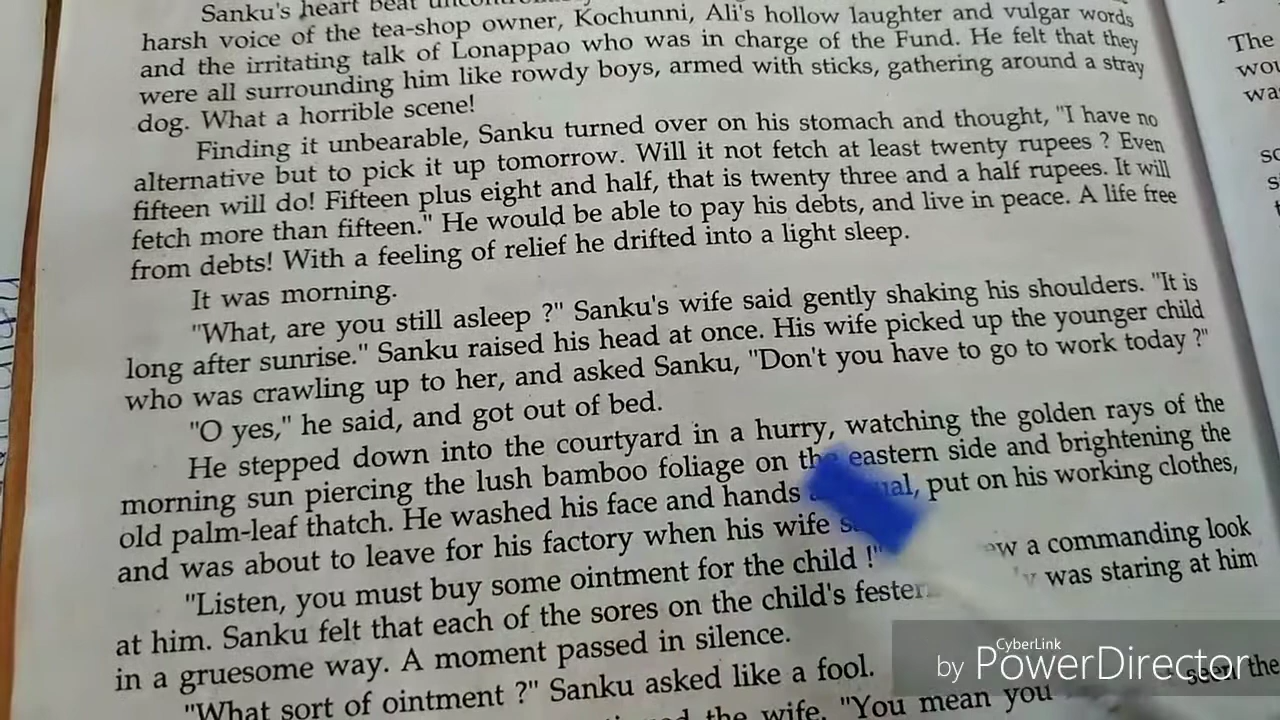 Sanku's heart beat
harsh voice of the tea-shop owner, Kochunni, Ali's hollow laughter and vulgar words
and the irritating talk of Lonappao who was in charge of the Fund. He felt that they
were all surrounding him like rowdy boys, armed with sticks, gathering around a stray
dog. What a horrible scene!
Finding it unbearable, Sanku turned over on his stomach and thought, "I have no
alternative but to pick it up tomorrow. Will it not fetch at least twenty rupees ? Even
fifteen will do! Fifteen plus eight and half, that is twenty three and a half rupees. It will
fetch more than fifteen." He would be able to pay his debts, and live in peace. A life free
from debts! With a feeling of relief he drifted into a light sleep.
It was morning.
"What, are you still asleep ?" Sanku's wife said gently shaking his shoulders. "It is
long after sunrise." Sanku raised his head at once. His wife picked up the younger child
who was crawling up to her, and asked Sanku, "Don't you have to go to work today ?"
"O yes," he said, and got out of bed.
He stepped down into the courtyard in a hurry, watching the golden rays of the
morning sun piercing the lush bamboo foliage on the eastern side and brightening the
old palm-leaf thatch. He washed his face and hands put on his working clothes,
and was about to leave for his factory when his wife
"Listen, you must buy some ointment for the child !" a commanding look
at him. Sanku felt that each of the sores on the child's was staring at him
in a gruesome way. A moment passed in silence.
"What sort of ointment ?" Sanku asked like a fool.
the wife. "You mean you seen the
The
CyberLink
by PowerDirector